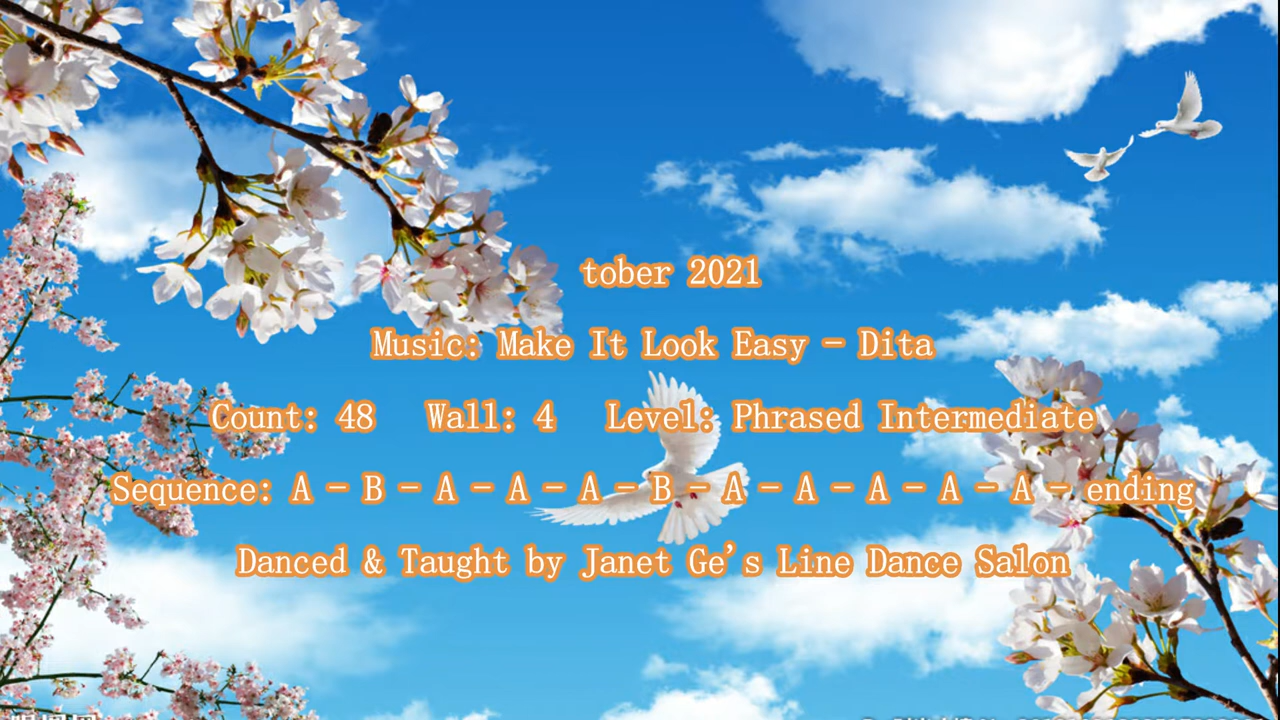 tober 2021
Music: Make It Look Easy - Dita
Count: 48 Wall: 4 Level: Phrased Intermediate
Sequence: A - B - A - A - A - B - A - A - A - A - A - ending
Danced & Taught by Janet Ge's Line Dance Salon